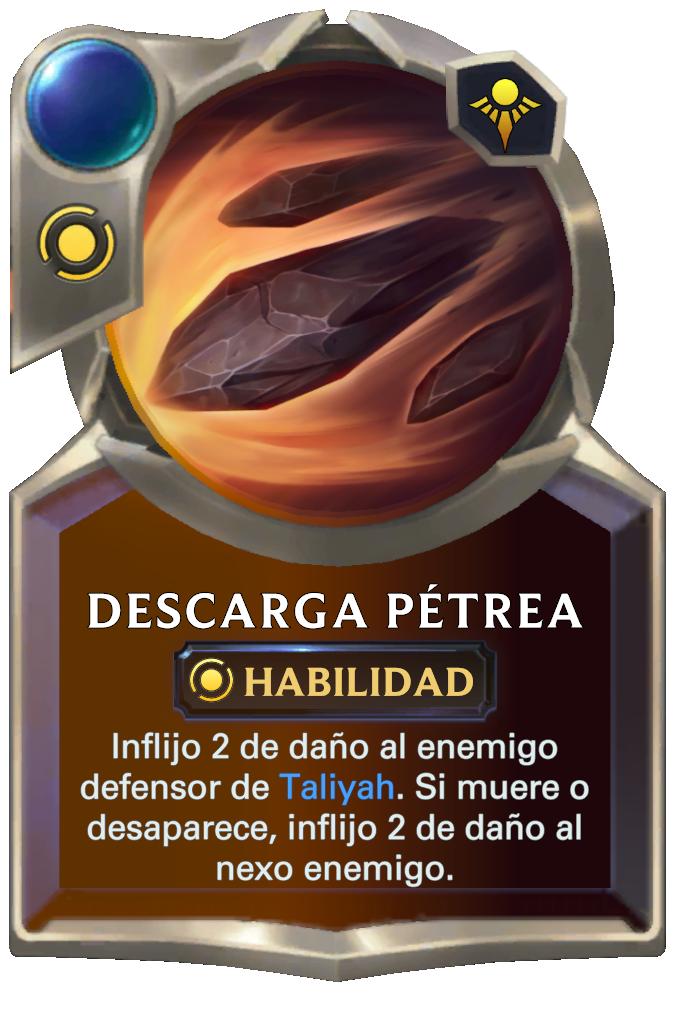 DESCARGA PÉTREA
HABILIDAD
Inflijo 2 de daño al enemigo
defensor de Taliyah. Si muere o
desaparece, inflijo 2 de daño al
nexo enemigo.